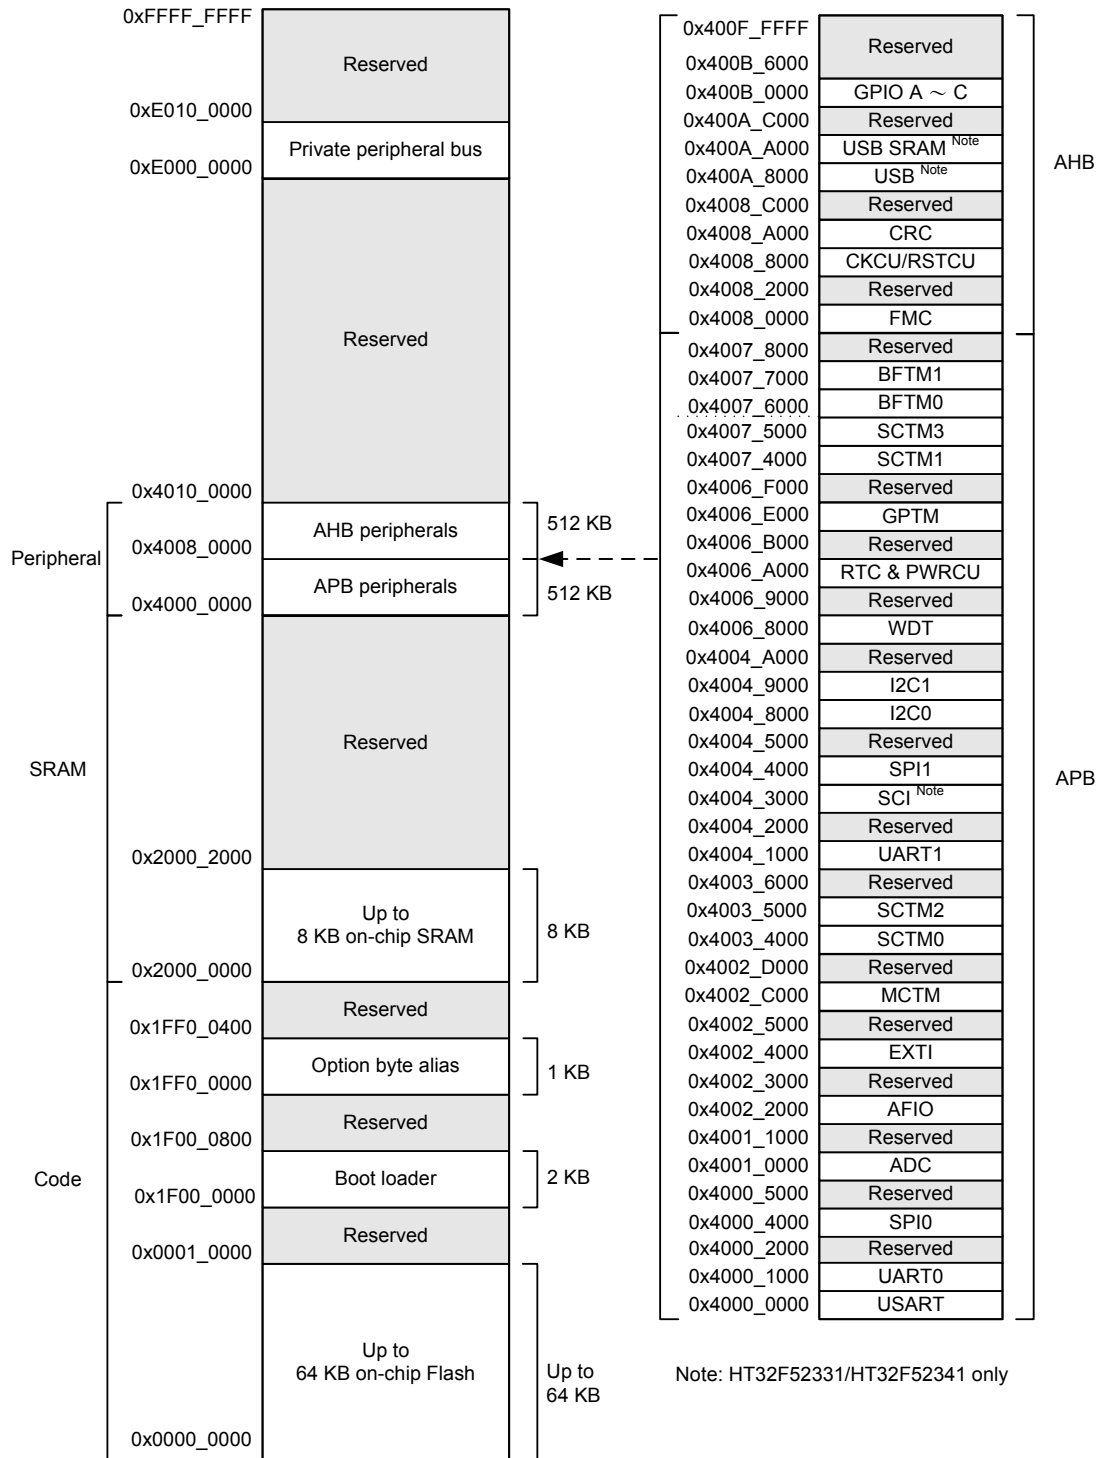 0xFFFF_FFFF
Reserved
0xE010_0000
Private peripheral bus
0xE000_0000
Reserved
0x4010_0000
AHB peripherals
512 KB
Peripheral
0x4008_0000
APB peripherals
512 KB
0x4000_0000
Reserved
SRAM
0x2000_2000
Up to
8 KB on-chip SRAM
8 KB
0x2000_0000
Reserved
0x1FF0_0400
Option byte alias
1 KB
0x1FF0_0000
Reserved
0x1F00_0800
Code
Boot loader
2 KB
0x1F00_0000
Reserved
0x0001_0000
Up to
64 KB on-chip Flash
Up to
64 KB
0x0000_0000
0x400F_FFFF
Reserved
0x400B_6000
0x400B_0000 GPIO A ~ C
0x400A_C000 Reserved
0x400A_A000 USB SRAM Note
AHB
0x400A_8000 USB Note
0x4008_C000 Reserved
0x4008_A000 CRC
0x4008_8000 CKCU/RSTCU
0x4008_2000 Reserved
0x4008_0000 FMC
0x4007_8000 Reserved
0x4007_7000 BFTM1
0x4007_6000 BFTM0
0x4007_5000 SCTM3
0x4007_4000 SCTM1
0x4006_F000 Reserved
0x4006_E000 GPTM
0x4006_B000 Reserved
0x4006_A000 RTC & PWRCU
0x4006_9000 Reserved
0x4006_8000 WDT
0x4004_A000 Reserved
0x4004_9000 I2C1
0x4004_8000 I2C0
0x4004_5000 Reserved
0x4004_4000 SPI1
APB
0x4004_3000 SCI Note
0x4004_2000 Reserved
0x4004_1000 UART1
0x4003_6000 Reserved
0x4003_5000 SCTM2
0x4003_4000 SCTM0
0x4002_D000 Reserved
0x4002_C000 MCTM
0x4002_5000 Reserved
0x4002_4000 EXTI
0x4002_3000 Reserved
0x4002_2000 AFIO
0x4001_1000 Reserved
0x4001_0000 ADC
0x4000_5000 Reserved
0x4000_4000 SPI0
0x4000_2000 Reserved
0x4000_1000 UART0
0x4000_0000 USART
Note: HT32F52331/HT32F52341 only